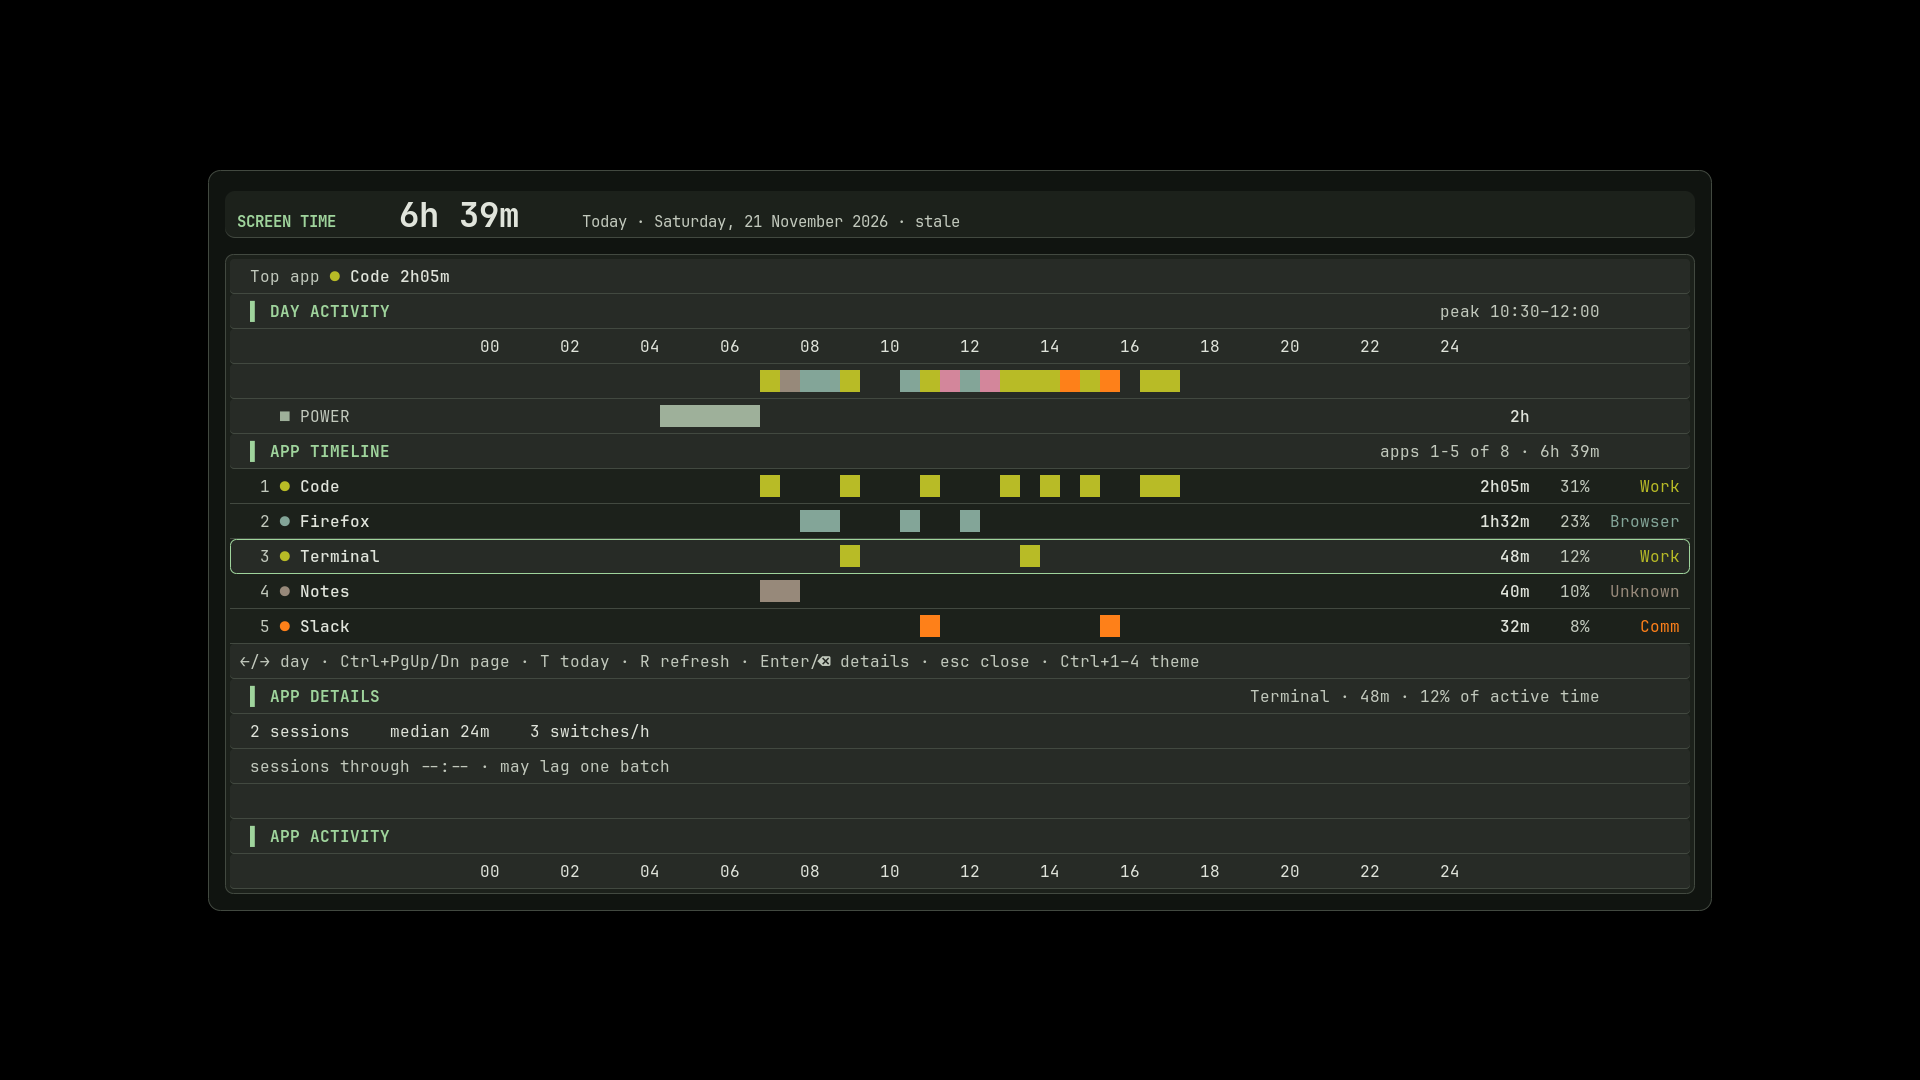 SCREEN TIME 6h 39m Today · Saturday, 21 November 2026 · stale
Top app ● Code 2h05m
DAY ACTIVITY peak 10:30–12:00
00 02 04 06 08 10 12 14 16 18 20 22 24
■ POWER 2h
APP TIMELINE apps 1-5 of 8 · 6h 39m
1 ● Code 2h05m 31% Work
2 ● Firefox 1h32m 23% Browser
3 ● Terminal 48m 12% Work
4 ● Notes 40m 10% Unknown
5 ● Slack 32m 8% Comm
←/→ day · Ctrl+PgUp/Dn page · T today · R refresh · Enter/⌫ details · esc close · Ctrl+1–4 theme
APP DETAILS Terminal · 48m · 12% of active time
2 sessions median 24m 3 switches/h
sessions through --:-- · may lag one batch
APP ACTIVITY
00 02 04 06 08 10 12 14 16 18 20 22 24